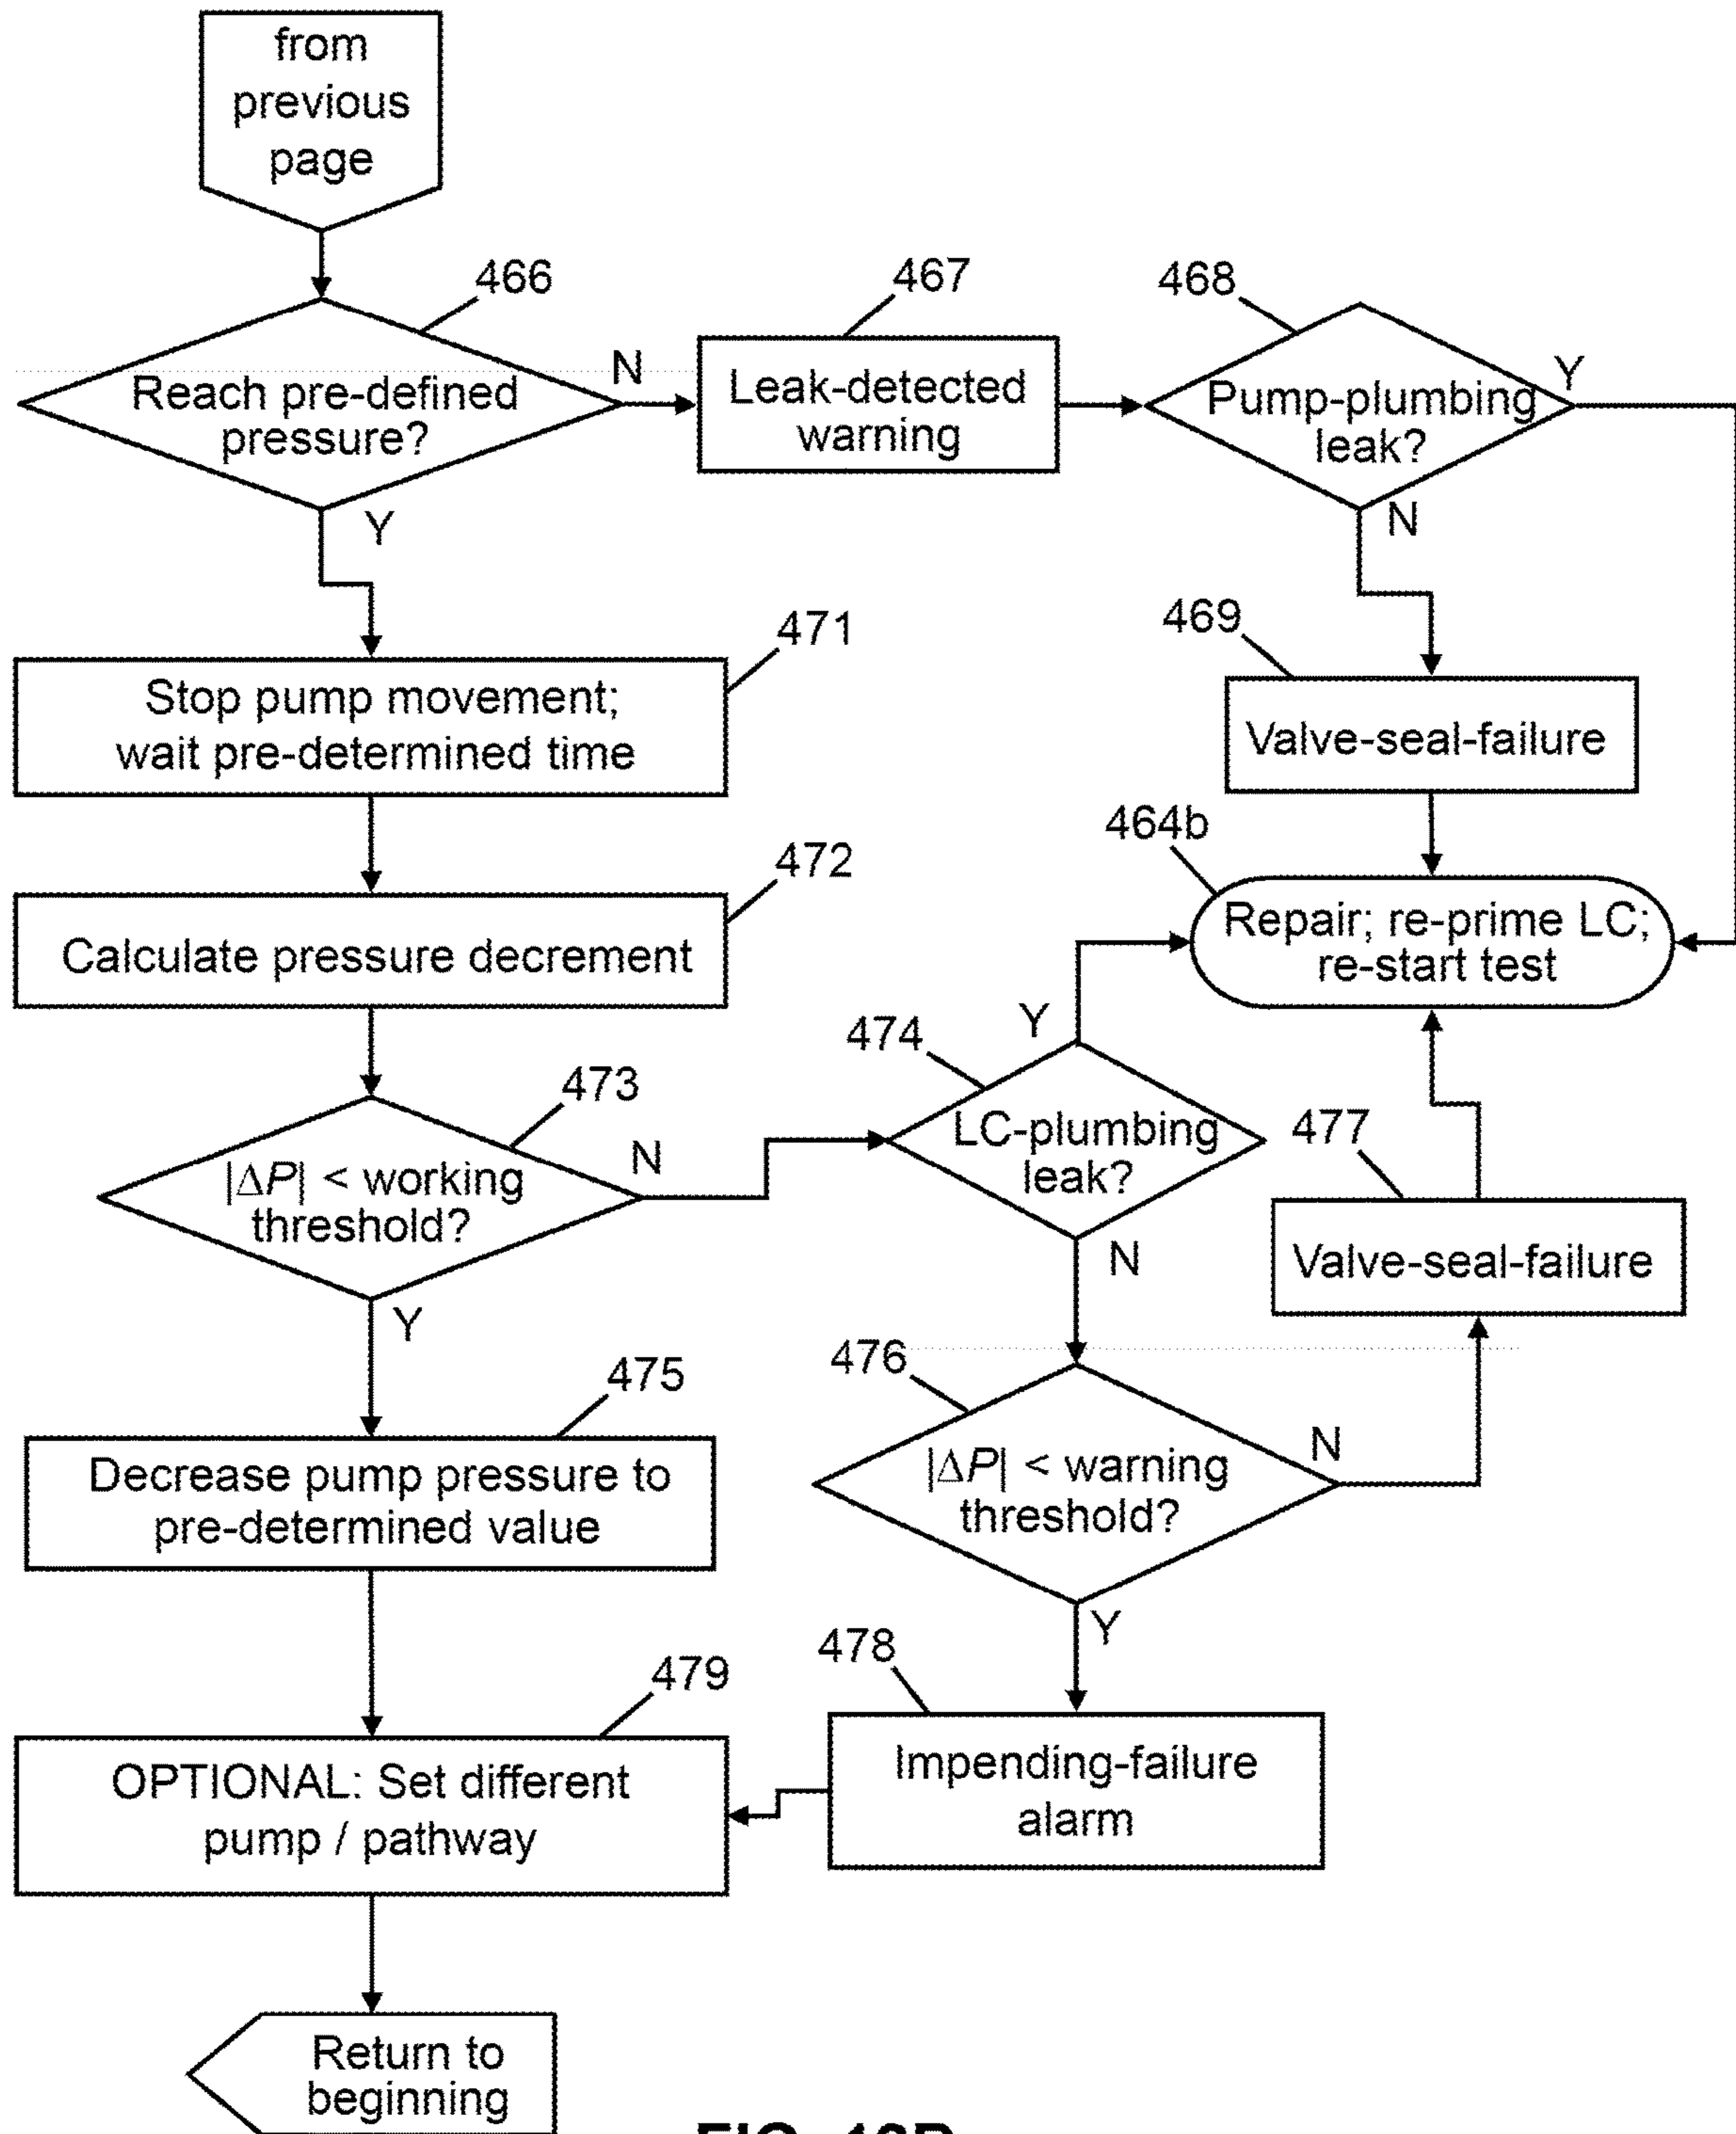 from
previous
page
466
467
468
Reach pre-defined
pressure?
N
Leak-detected
warning
Pump-plumbing
leak?
Y
Y
N
471
469
Stop pump movement;
wait pre-determined time
Valve-seal-failure
464b
472
Calculate pressure decrement
Repair; re-prime LC;
re-start test
473
474
Y
|ΔP| < working
threshold?
N
LC-plumbing
leak?
477
Y
N
Valve-seal-failure
475
476
Decrease pump pressure to
pre-determined value
|ΔP| < warning
threshold?
N
Y
479
478
OPTIONAL: Set different
pump / pathway
Impending-failure
alarm
Return to
beginning